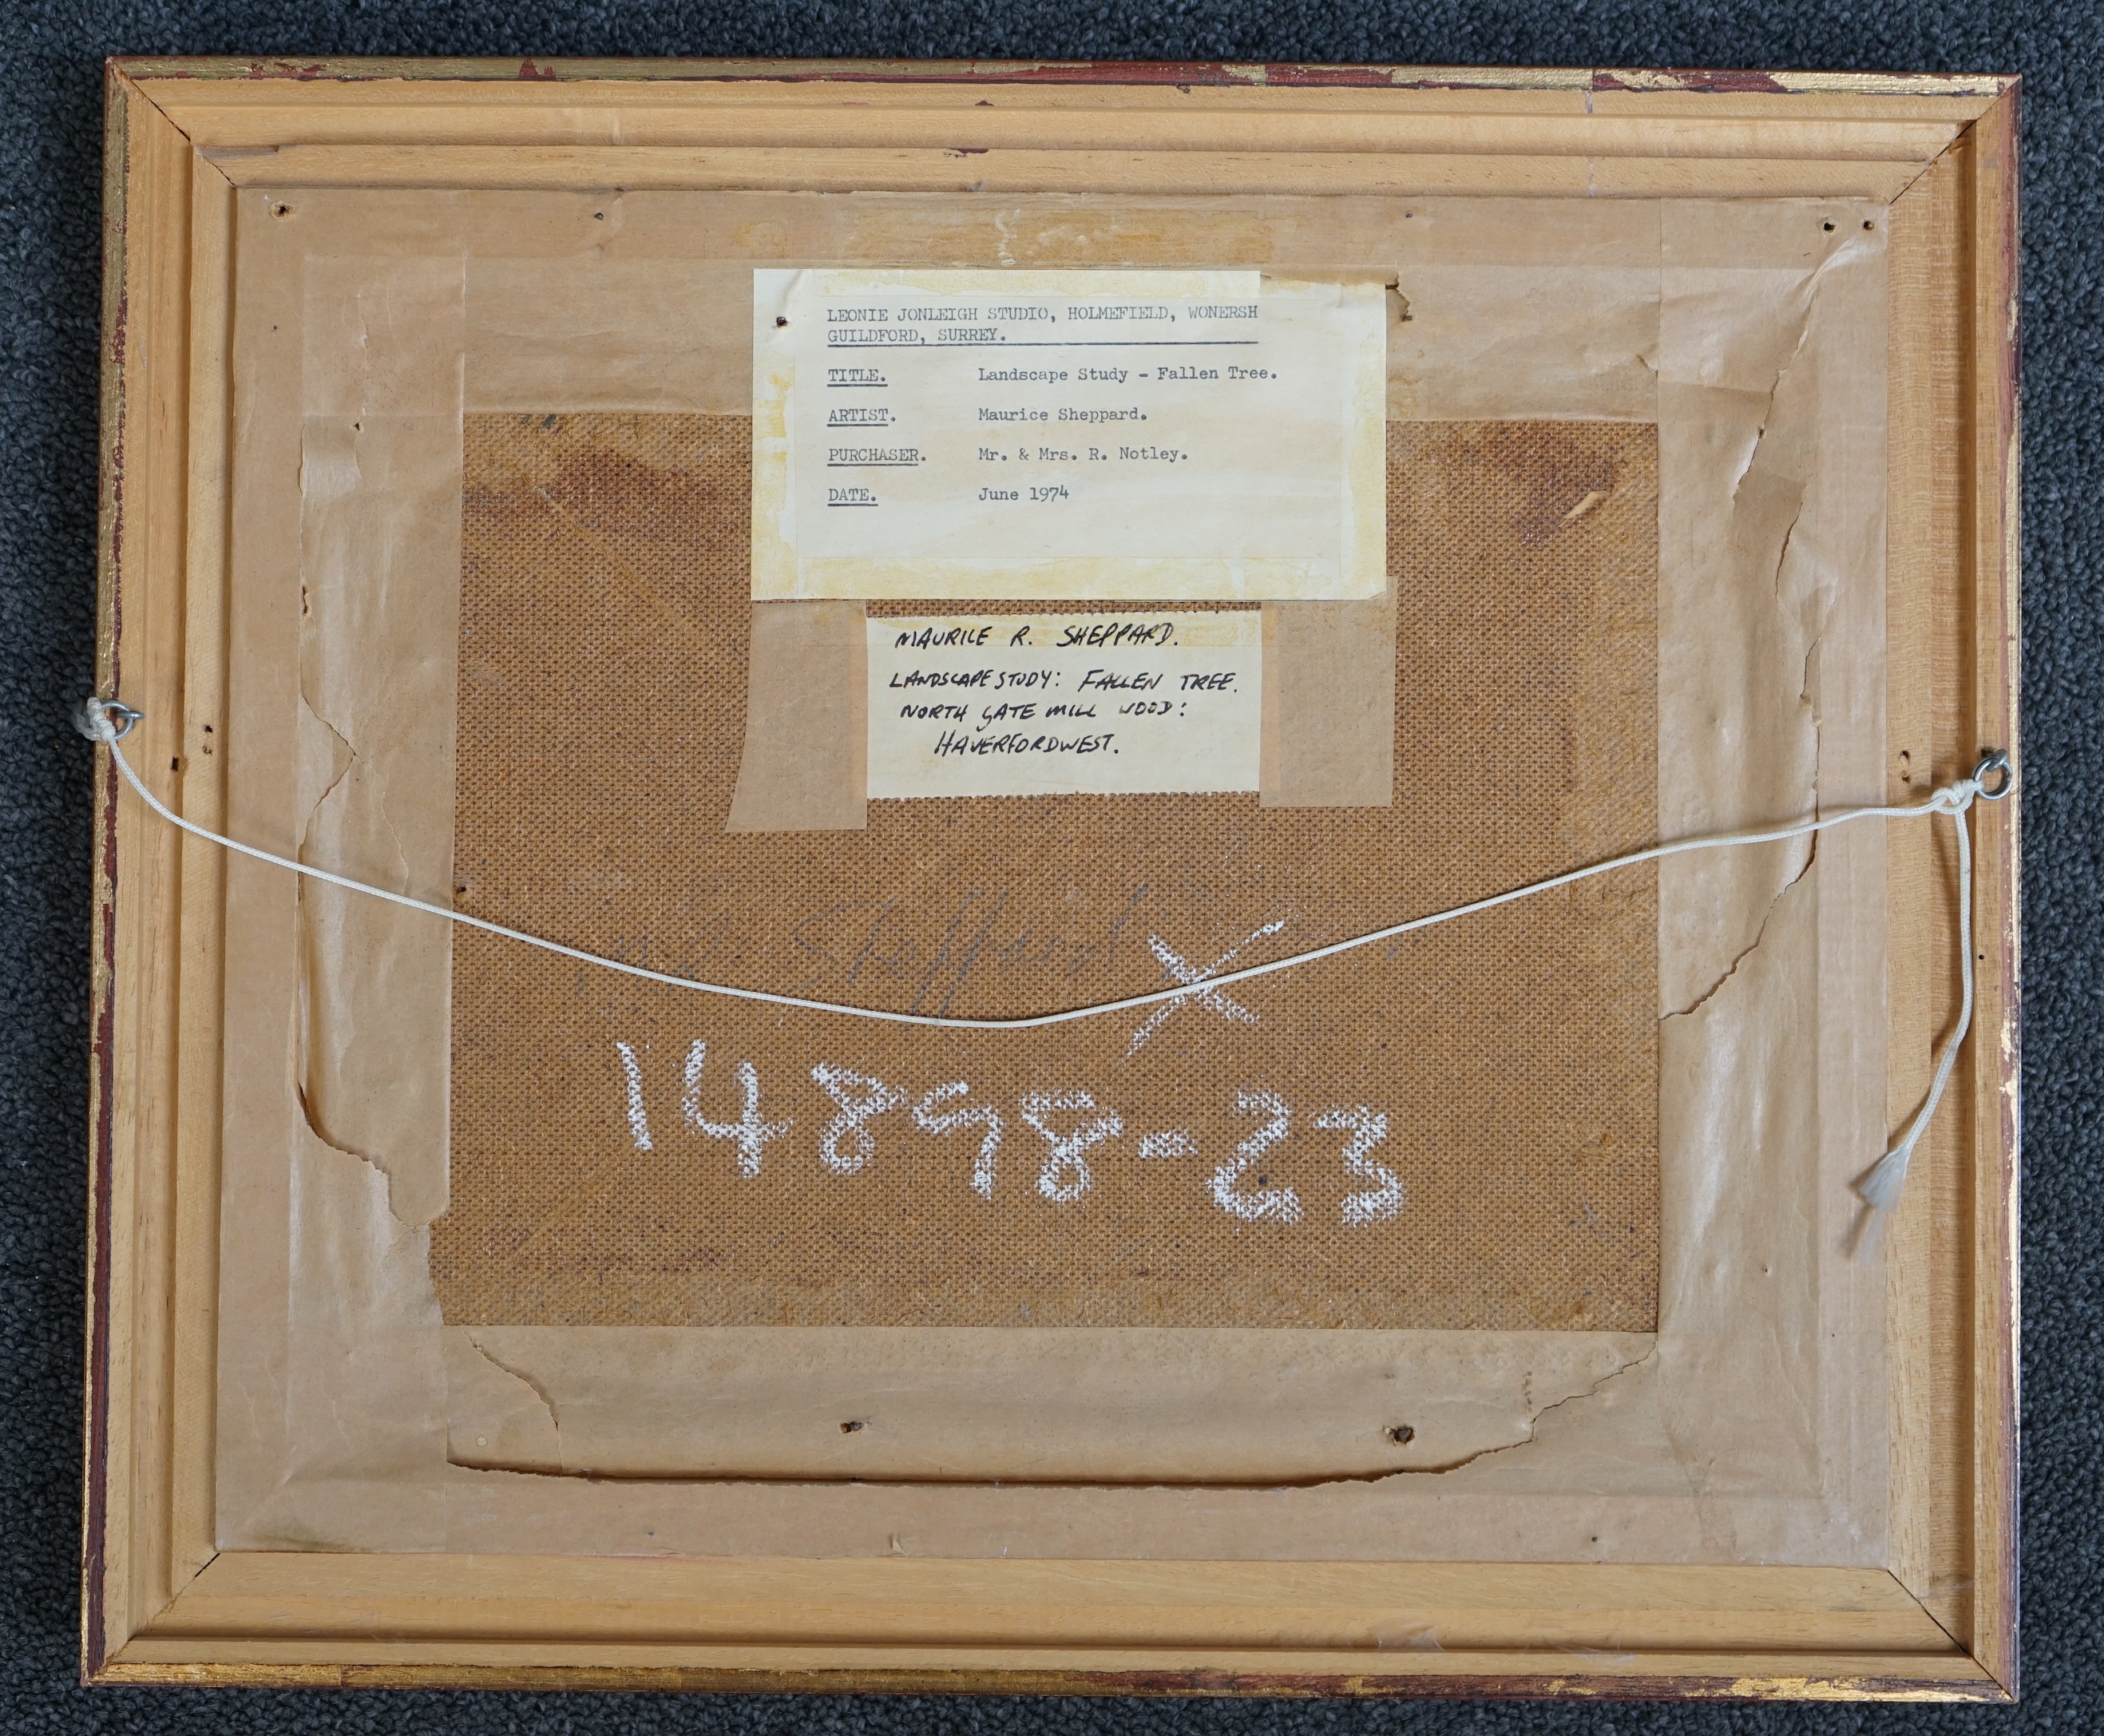 LEONIE JONLEIGH STUDIO, HOLMEFIELD, WONERSH
GUILDFORD, SURREY.
TITLE. Landscape Study - Fallen Tree.
ARTIST. Maurice Sheppard.
PURCHASER. Mr. & Mrs. R. Notley.
DATE. June 1974
MAURICE R. SHEPPARD.
LANDSCAPE STUDY: FALLEN TREE.
NORTH GATE MILL WOOD:
HAVERFORDWEST.
Sheppard
X
14898-23